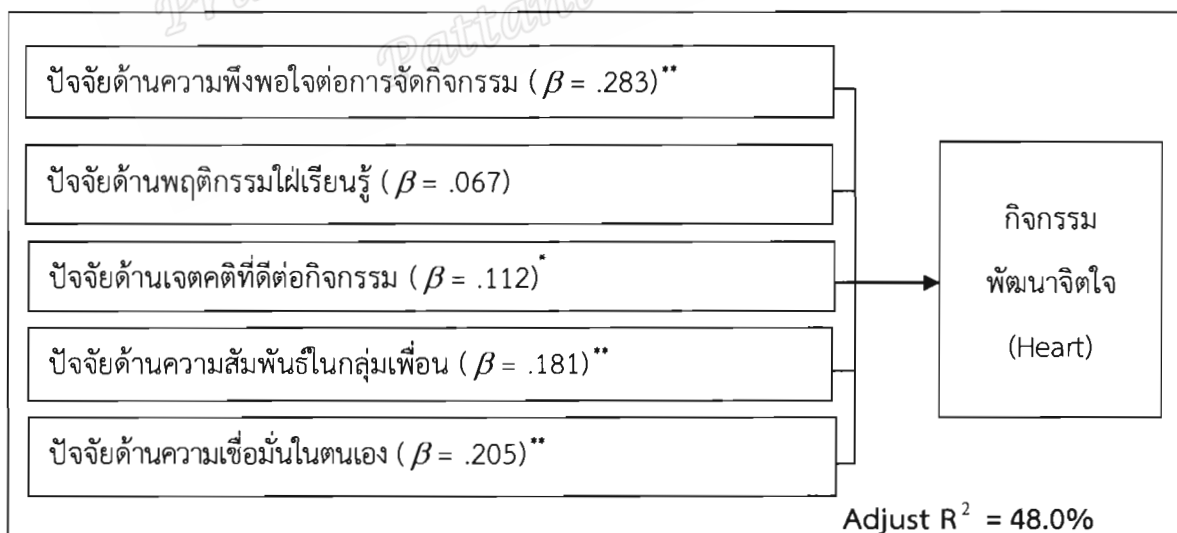 Pattani
ปัจจัยด้านความพึงพอใจต่อการจัดกิจกรรม ( β = .283)**
ปัจจัยด้านพฤติกรรมใฝ่เรียนรู้ ( β = .067)
ปัจจัยด้านเจตคติที่ดีต่อกิจกรรม ( β = .112)*
ปัจจัยด้านความสัมพันธ์ในกลุ่มเพื่อน ( β = .181)**
ปัจจัยด้านความเชื่อมั่นในตนเอง ( β = .205)**
กิจกรรม
พัฒนาจิตใจ
(Heart)
Adjust R² = 48.0%